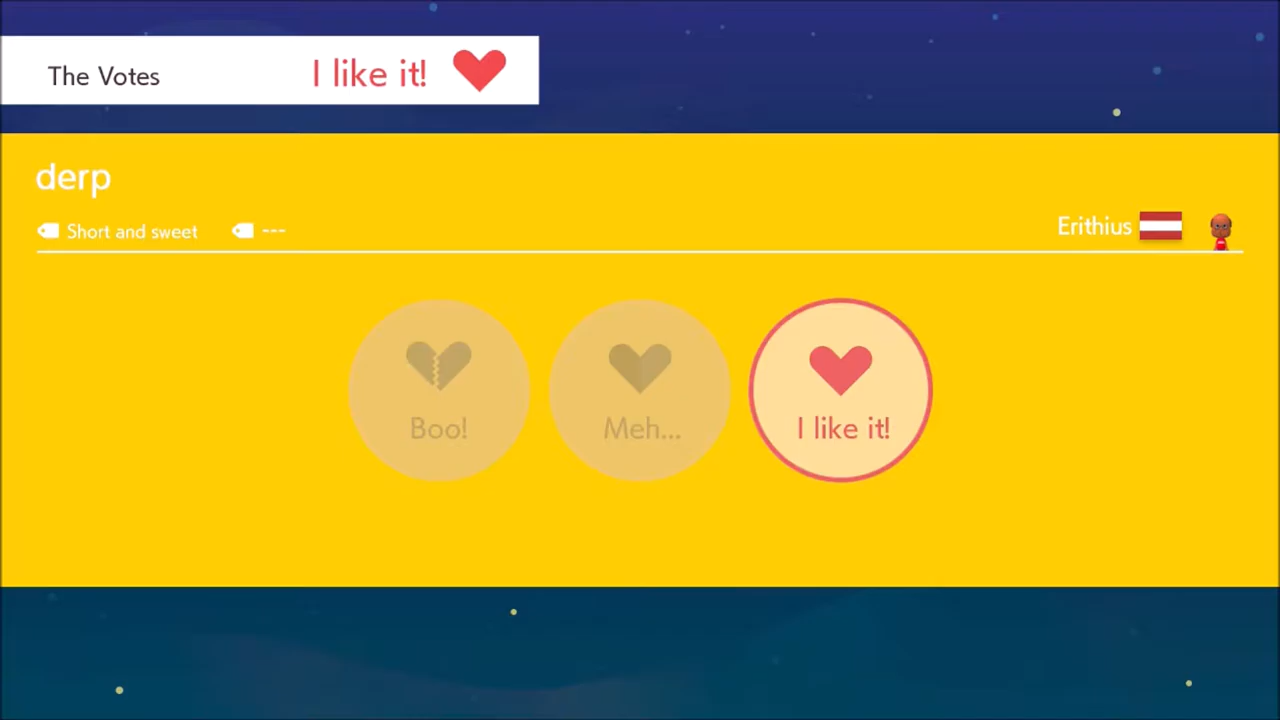 The Votes
I like it!
derp
Short and sweet
---
Erithius
Boo!
Meh...
I like it!